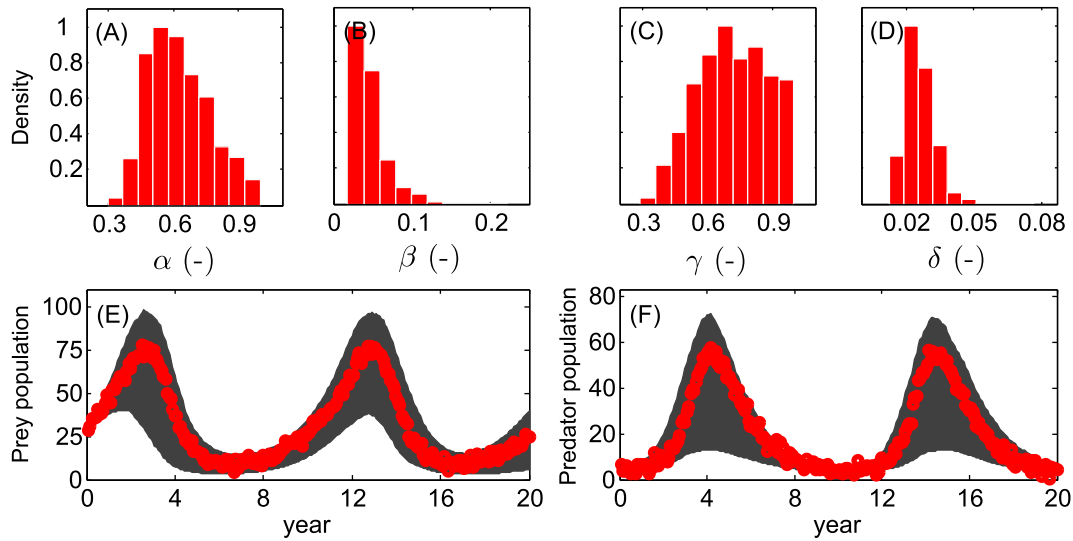 (A) (B) (C) (D)
Density
1
0.8
0.6
0.4
0.2
0.3 0.6 0.9
0 0.1 0.2
0.3 0.6 0.9
0.02 0.05 0.08
α (-)
β (-)
γ (-)
δ (-)
(E)
Prey population
100
75
50
25
0
0 4 8 12 16 20
year
(F)
Predator population
80
60
40
20
0
0 4 8 12 16 20
year